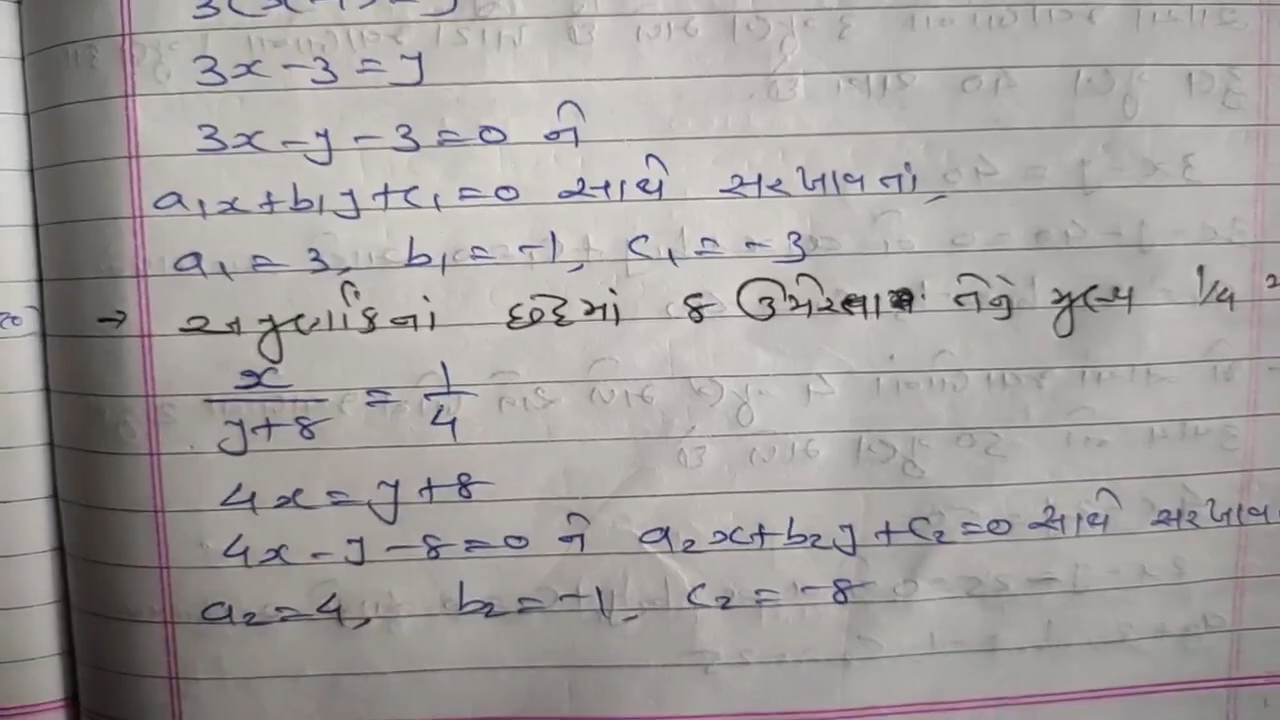 3x - 3 = y
3x - y - 3 = 0 ને
a₁x + b₁y + c₁ = 0 સાથે સરખાવતાં,
a₁ = 3, b₁ = -1, c₁ = -3
→ અપૂર્ણાંકનાં છેદમાં 8 ઉમેરતા તેનું મુલ્ય 1/4
x / y+8 = 1/4
4x = y + 8
4x - y - 8 = 0 ને a₂x + b₂y + c₂ = 0 સાથે સરખાવ
a₂ = 4, b₂ = -1, c₂ = -8